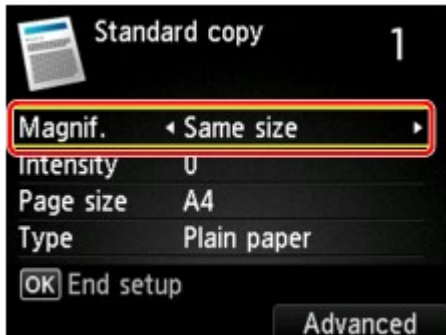 Standard copy 1
Magnif. Same size
Intensity 0
Page size A4
Type Plain paper
OK End setup
Advanced